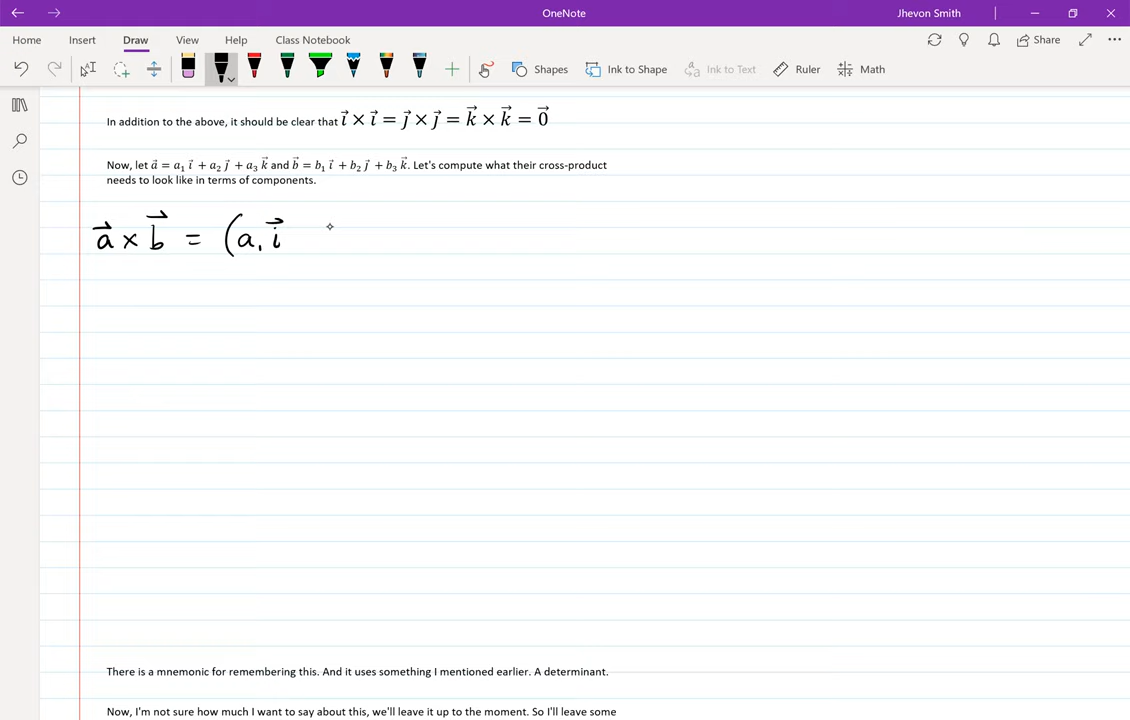 OneNote
Jhevon Smith
Home Insert Draw View Help Class Notebook
Share
Shapes Ink to Shape Ink to Text Ruler Math
In addition to the above, it should be clear that i⃗ × i⃗ = j⃗ × j⃗ = k⃗ × k⃗ = 0⃗
Now, let a⃗ = a₁ i⃗ + a₂ j⃗ + a₃ k⃗ and b⃗ = b₁ i⃗ + b₂ j⃗ + b₃ k⃗. Let's compute what their cross-product
needs to look like in terms of components.
a⃗ × b⃗ = (a₁ i⃗
There is a mnemonic for remembering this. And it uses something I mentioned earlier. A determinant.
Now, I'm not sure how much I want to say about this, we'll leave it up to the moment. So I'll leave some